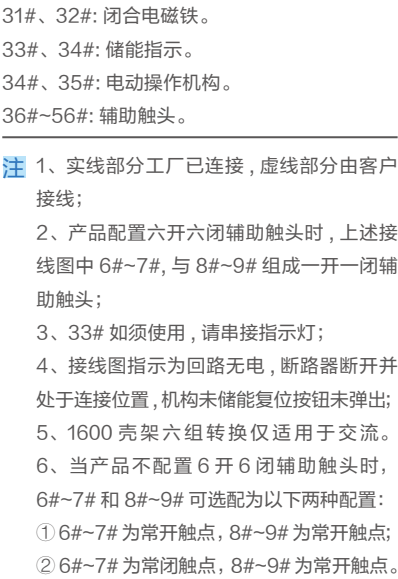 31#、32#: 闭合电磁铁。
33#、34#: 储能指示。
34#、35#: 电动操作机构。
36#~56#: 辅助触头。
注 1、实线部分工厂已连接 , 虚线部分由客户
接线；
2、产品配置六开六闭辅助触头时 , 上述接
线图中 6#~7#, 与 8#~9# 组成一开一闭辅
助触头；
3、33# 如须使用 , 请串接指示灯；
4、接线图指示为回路无电 , 断路器断开并
处于连接位置 , 机构未储能复位按钮未弹出;
5、1600 壳架六组转换仅适用于交流。
6、当产品不配置 6 开 6 闭辅助触头时，
6#~7# 和 8#~9# 可选配为以下两种配置：
① 6#~7# 为常开触点，8#~9# 为常开触点;
② 6#~7# 为常闭触点，8#~9# 为常开触点。